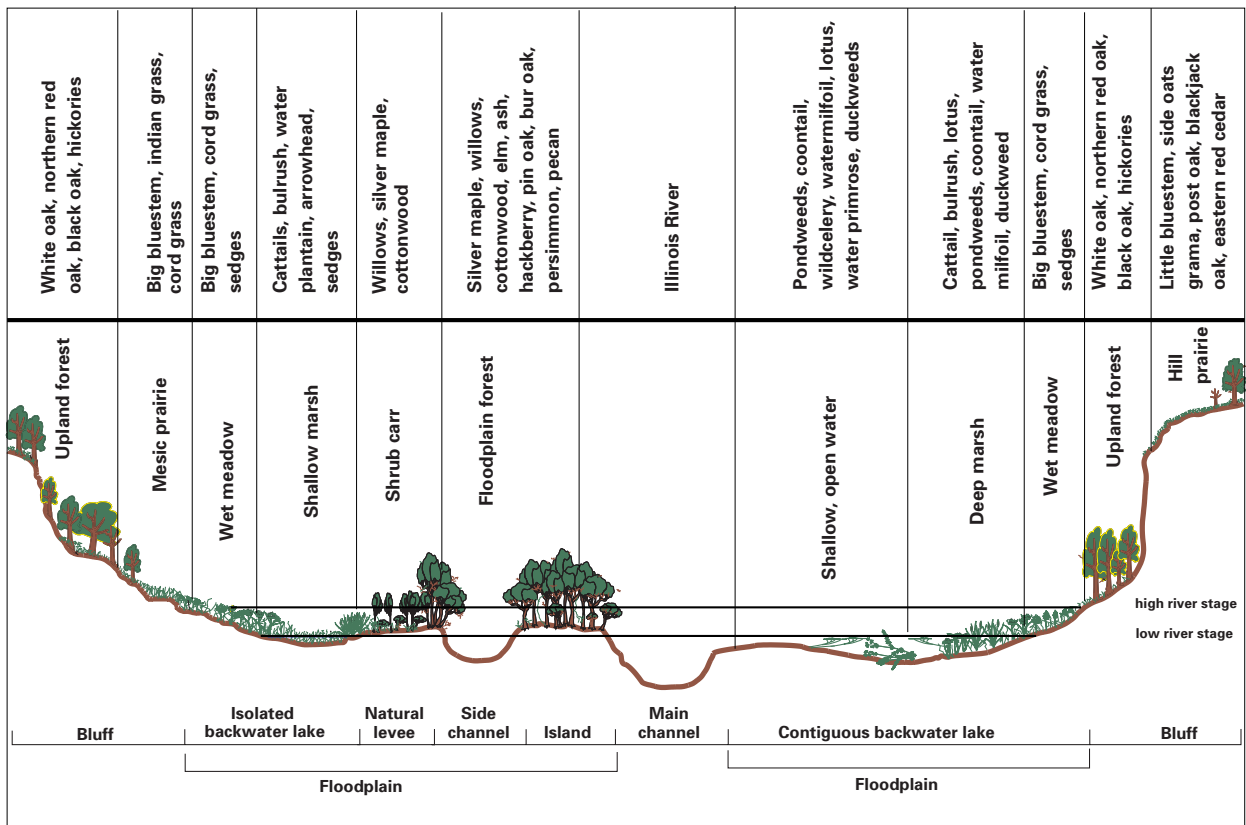 White oak, northern red
oak, black oak, hickories
Big bluestem, indian grass,
cord grass
Big bluestem, cord grass,
sedges
Cattails, bulrush, water
plantain, arrowhead,
sedges
Willows, silver maple,
cottonwood
Silver maple, willows,
cottonwood, elm, ash,
hackberry, pin oak, bur oak,
persimmon, pecan
Illinois River
Pondweeds, coontail,
wildcelery, watermilfoil, lotus,
water primrose, duckweeds
Cattail, bulrush, lotus,
pondweeds, coontail, water
milfoil, duckweed
Big bluestem, cord grass,
sedges
White oak, northern red oak,
black oak, hickories
Little bluestem, side oats
grama, post oak, blackjack
oak, eastern red cedar
Upland forest
Mesic prairie
Wet meadow
Shallow marsh
Shrub carr
Floodplain forest
Shallow, open water
Deep marsh
Wet meadow
Upland forest
Hill
prairie
high river stage
low river stage
Bluff
Isolated
backwater lake
Natural
levee
Side
channel
Island
Main
channel
Contiguous backwater lake
Bluff
Floodplain
Floodplain